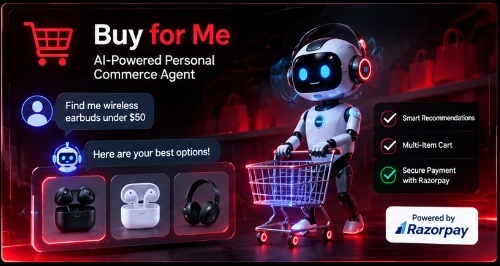 Buy for Me
AI-Powered Personal
Commerce Agent
Find me wireless
earbuds under $50
Here are your best options!
Smart Recommendations
Multi-Item Cart
Secure Payment
with Razorpay
Powered by
Razorpay